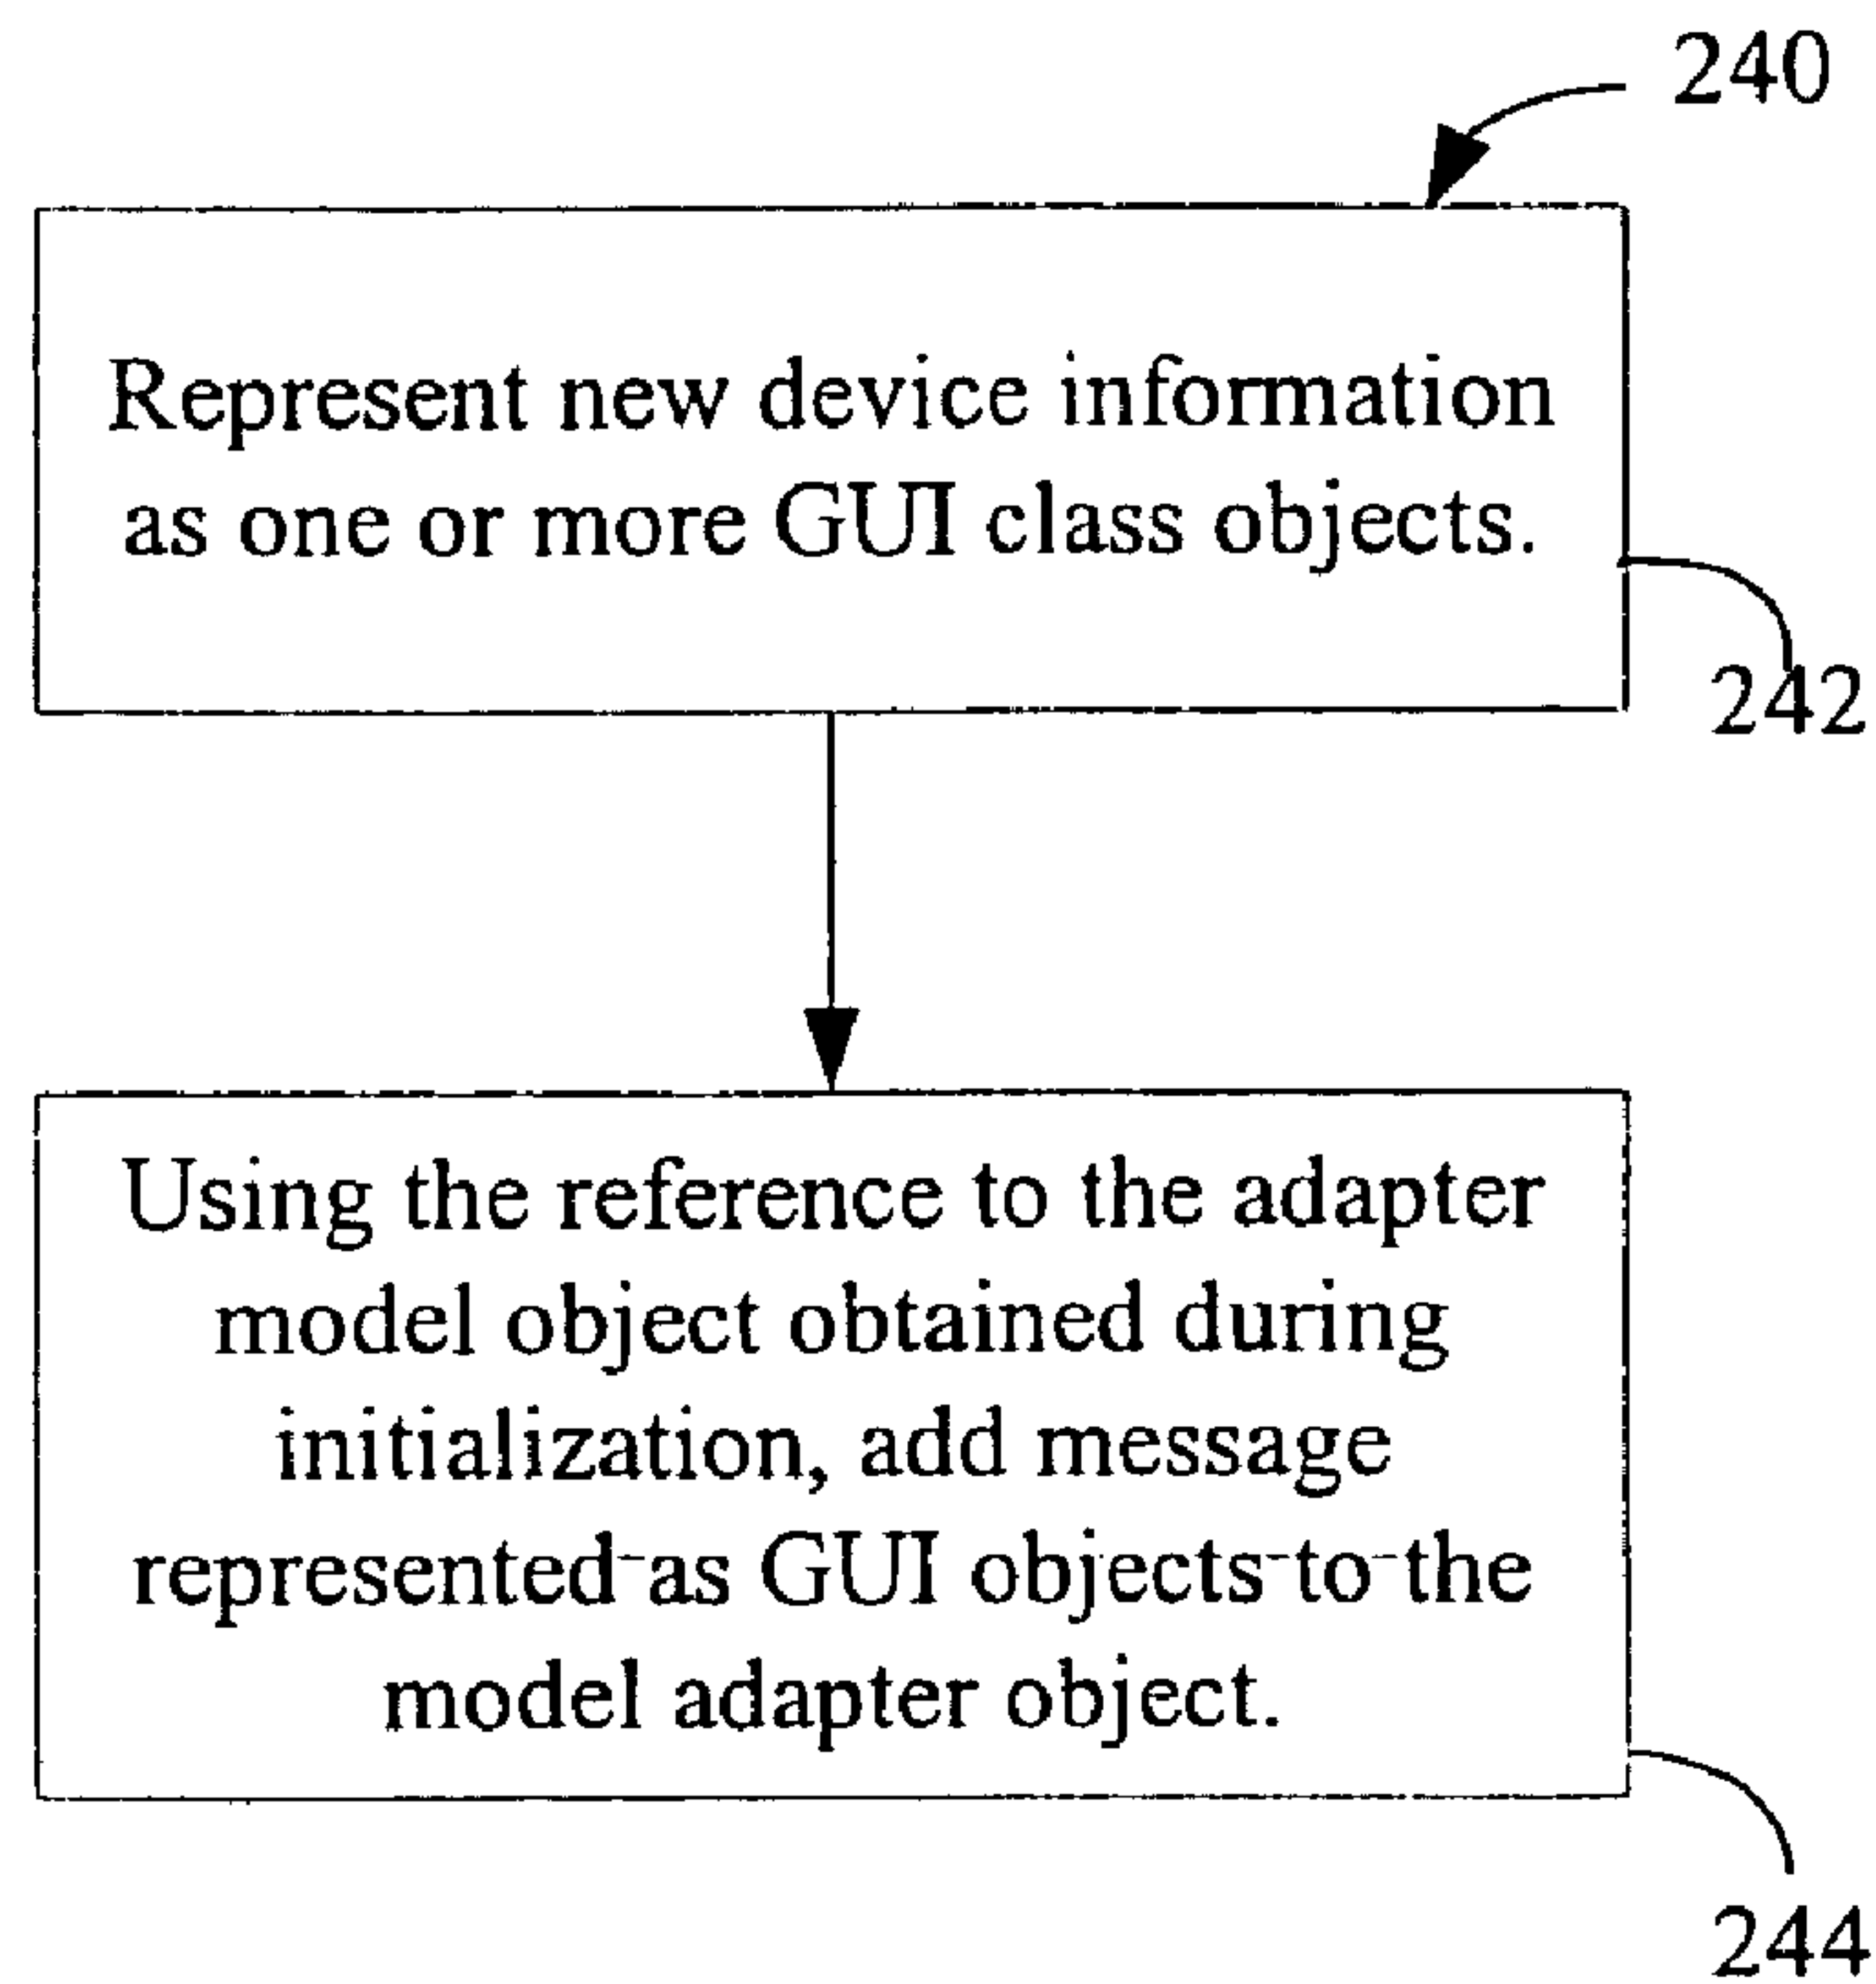 240
Represent new device information
as one or more GUI class objects.
242
Using the reference to the adapter
model object obtained during
initialization, add message
represented as GUI objects to the
model adapter object.
244